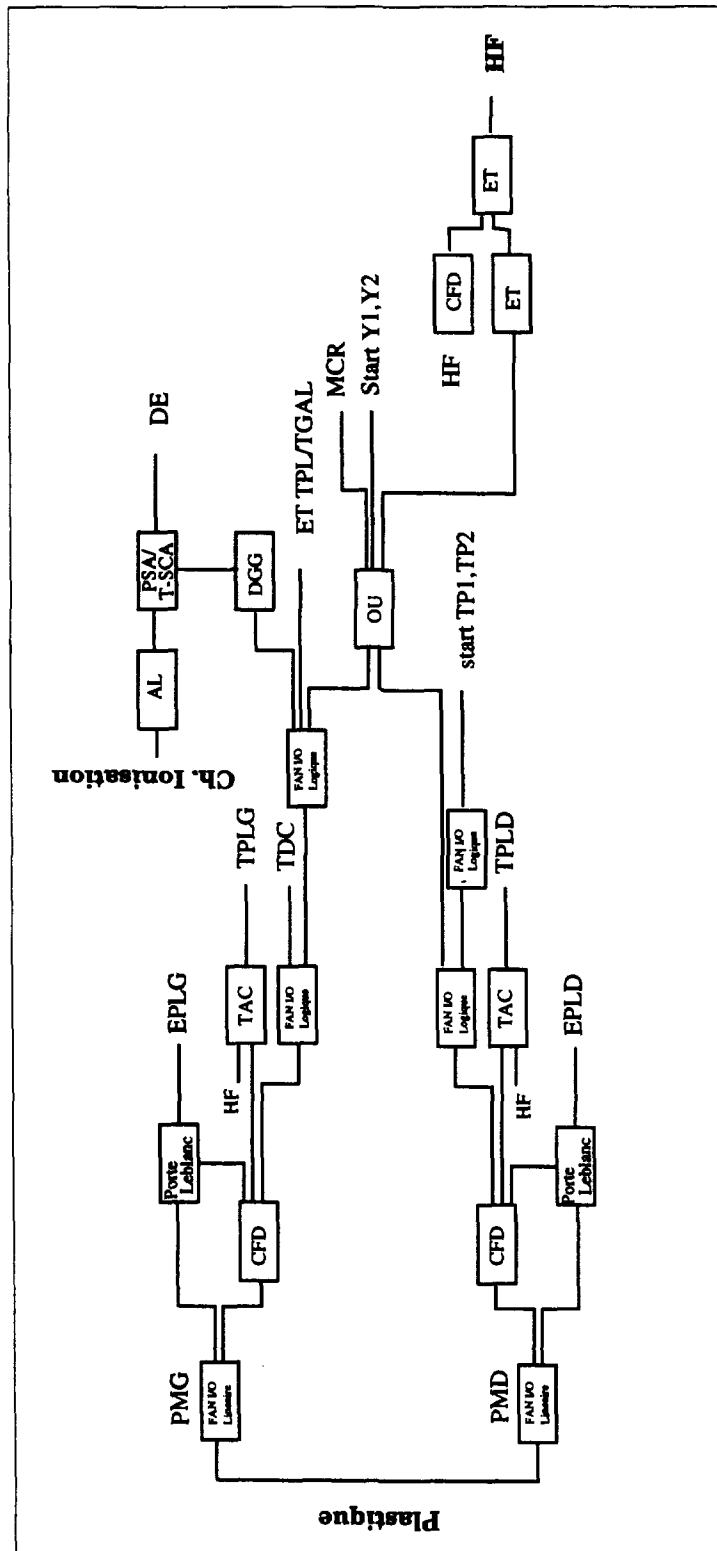 Plastique
PMG
FAN I/O
Lineaire
Porte
Leblanc
EPLG
CFD
HF
TAC
TPLG
FAN I/O
Logique
TDC
Ch. Ionisation
AL
PSA/
T-SCA
DE
DGG
FAN I/O
Logique
ET TPL/TGAL
OU
MCR
Start Y1,Y2
HF
CFD
ET
ET
HF
PMD
FAN I/O
Lineaire
CFD
Porte
Leblanc
EPLD
FAN I/O
Logique
FAN I/O
Logique
start TP1,TP2
HF
TAC
TPLD